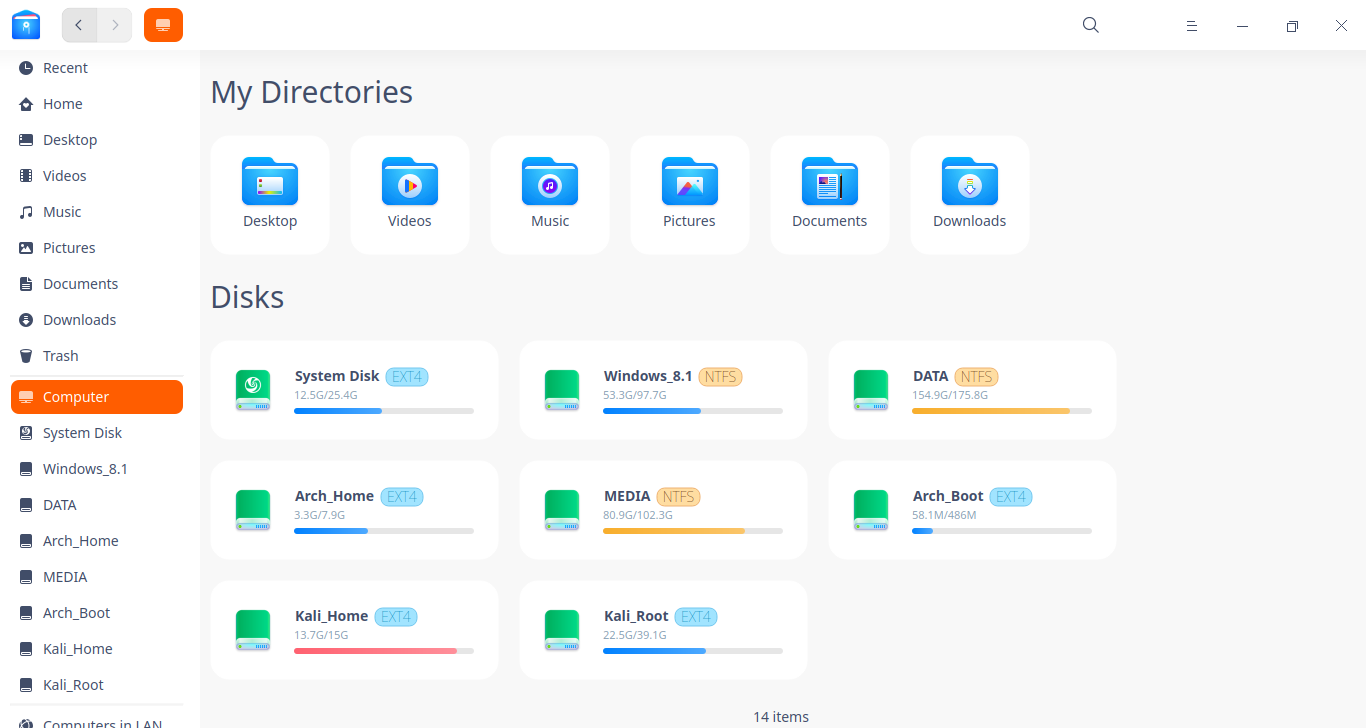 Recent
Home
Desktop
Videos
Music
Pictures
Documents
Downloads
Trash
Computer
System Disk
Windows_8.1
DATA
Arch_Home
MEDIA
Arch_Boot
Kali_Home
Kali_Root
Computers in LAN
My Directories
Desktop
Videos
Music
Pictures
Documents
Downloads
Disks
System Disk EXT4
12.5G/25.4G
Windows_8.1 NTFS
53.3G/97.7G
DATA NTFS
154.9G/175.8G
Arch_Home EXT4
3.3G/7.9G
MEDIA NTFS
80.9G/102.3G
Arch_Boot EXT4
58.1M/486M
Kali_Home EXT4
13.7G/15G
Kali_Root EXT4
22.5G/39.1G
14 items